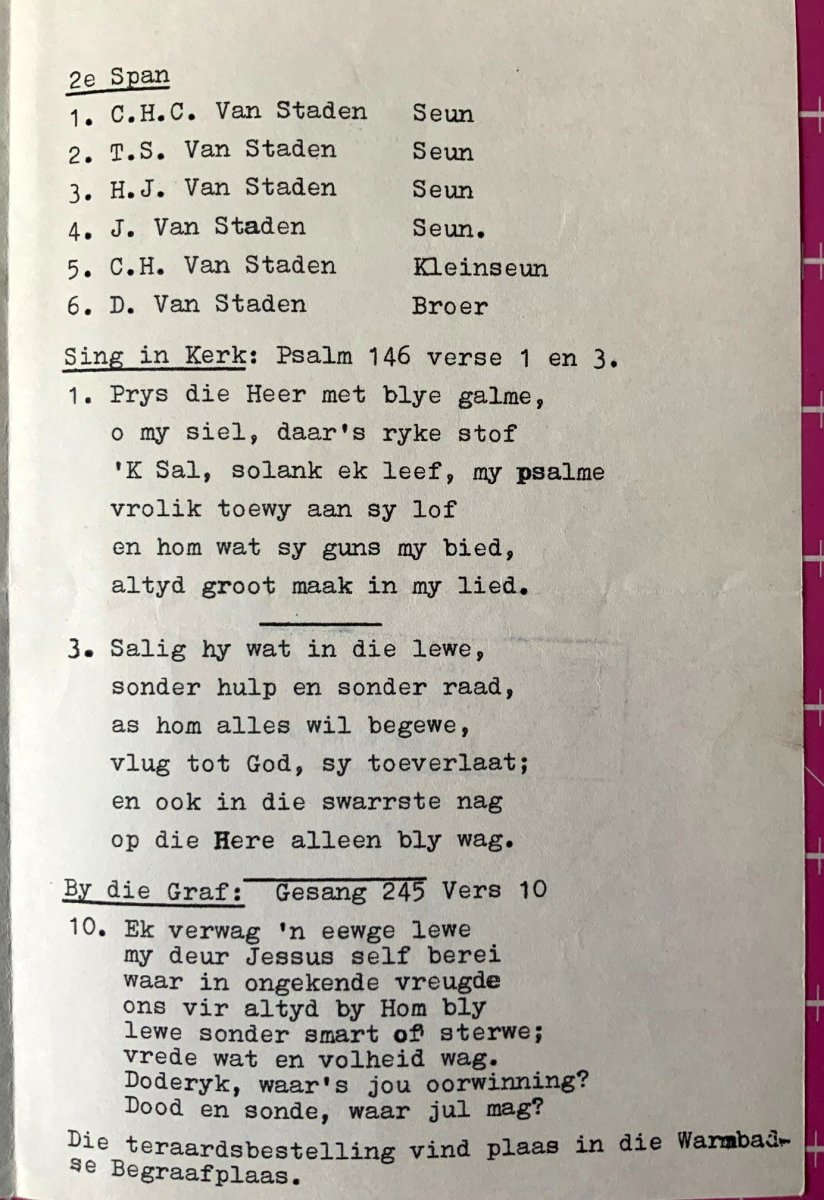 2e Span
1. C.H.C. Van Staden Seun
2. T.S. Van Staden Seun
3. H.J. Van Staden Seun
4. J. Van Staden Seun.
5. C.H. Van Staden Kleinseun
6. D. Van Staden Broer
Sing in Kerk: Psalm 146 verse 1 en 3.
1. Prys die Heer met blye galme,
o my siel, daar's ryke stof
'K Sal, solank ek leef, my psalme
vrolik toewy aan sy lof
en hom wat sy guns my bied,
altyd groot maak in my lied.
3. Salig hy wat in die lewe,
sonder hulp en sonder raad,
as hom alles wil begewe,
vlug tot God, sy toeverlaat;
en ook in die swarrste nag
op die Here alleen bly wag.
By die Graf: Gesang 245 Vers 10
10. Ek verwag 'n eewge lewe
my deur Jessus self berei
waar in ongekende vreugde
ons vir altyd by Hom bly
lewe sonder smart of sterwe;
vrede wat en volheid wag.
Doderyk, waar's jou oorwinning?
Dood en sonde, waar jul mag?
Die teraardsbestelling vind plaas in die Warmbad-
se Begraafplaas.